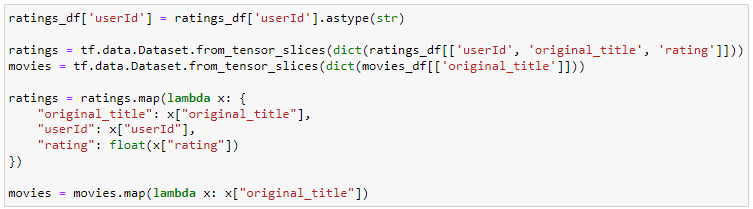 ratings_df['userId'] = ratings_df['userId'].astype(str)
ratings = tf.data.Dataset.from_tensor_slices(dict(ratings_df[['userId', 'original_title', 'rating']]))
movies = tf.data.Dataset.from_tensor_slices(dict(movies_df[['original_title']]))
ratings = ratings.map(lambda x: {
    "original_title": x["original_title"],
    "userId": x["userId"],
    "rating": float(x["rating"])
})
movies = movies.map(lambda x: x["original_title"])